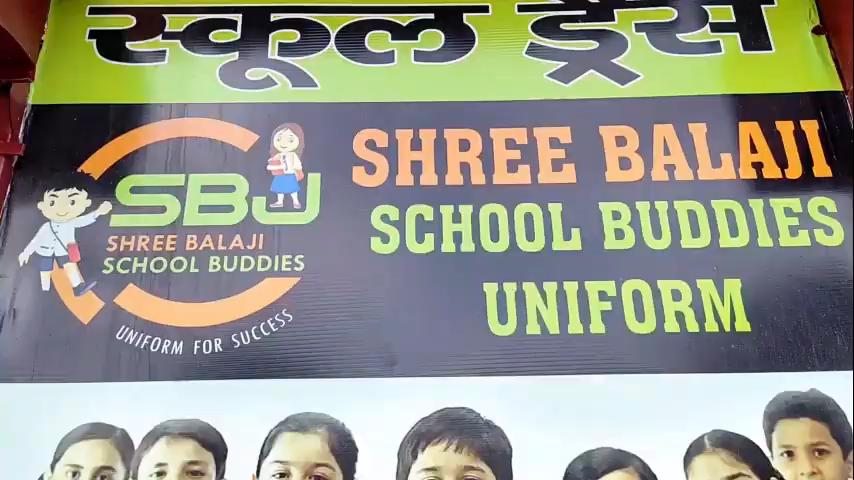 स्कूल ड्रेस
SBJ
SHREE BALAJI
SCHOOL BUDDIES
UNIFORM FOR SUCCESS
SHREE BALAJI
SCHOOL BUDDIES
UNIFORM